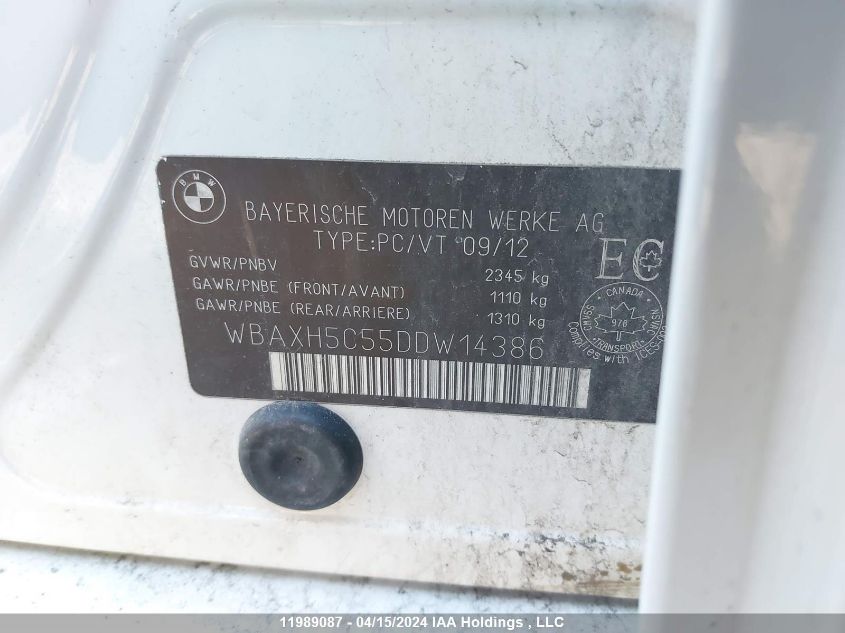 BMW
BAYERISCHE MOTOREN WERKE AG
TYPE:PC/VT 09/12
GVWR/PNBV 2345 kg
GAWR/PNBE (FRONT/AVANT) 1110 kg
GAWR/PNBE (REAR/ARRIERE) 1310 kg
WBAXH5C55DDW14386
EC
CANADA
976
TRANSPORT
Complies with ICES-002
11989087 - 04/15/2024 IAA Holdings , LLC